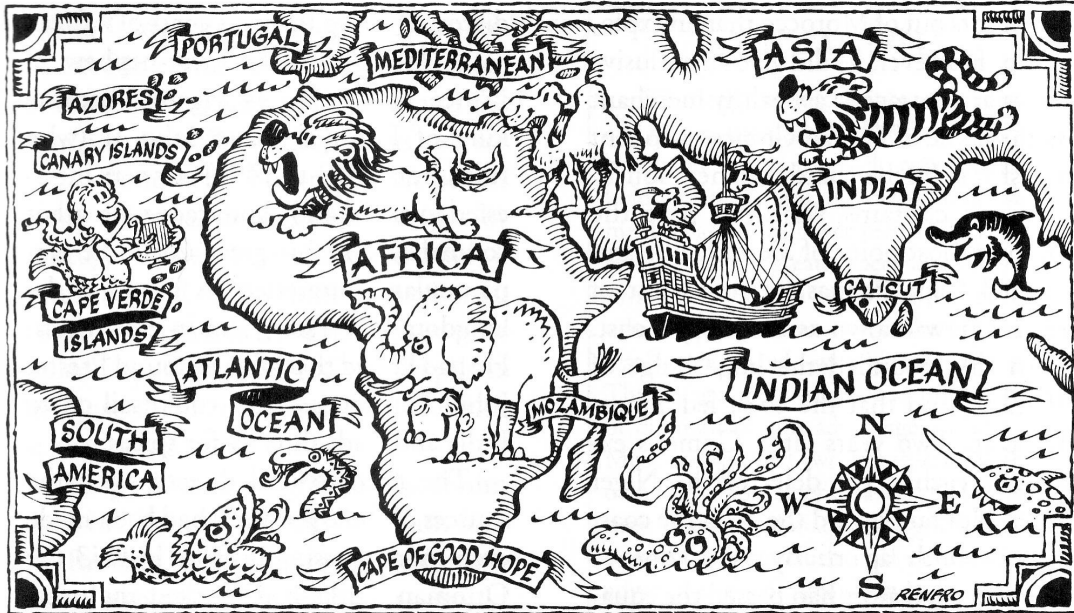 PORTUGAL
MEDITERRANEAN
ASIA
AZORES
CANARY ISLANDS
INDIA
AFRICA
CAPE VERDE
ISLANDS
CALICUT
ATLANTIC
OCEAN
INDIAN OCEAN
MOZAMBIQUE
SOUTH
AMERICA
N
W
E
S
CAPE OF GOOD HOPE
RENFRO